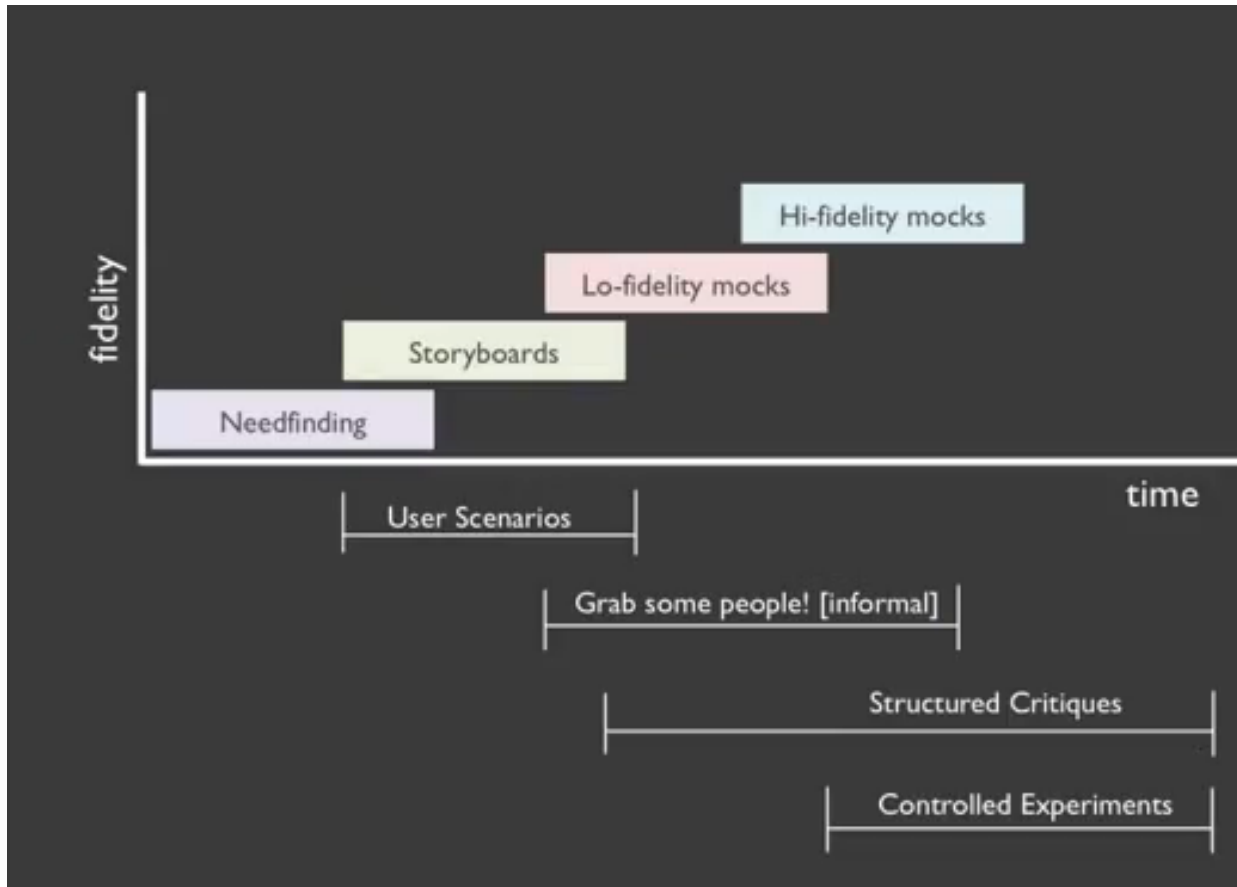 Hi-fidelity mocks
Lo-fidelity mocks
fidelity
Storyboards
Needfinding
time
User Scenarios
Grab some people! [informal]
Structured Critiques
Controlled Experiments